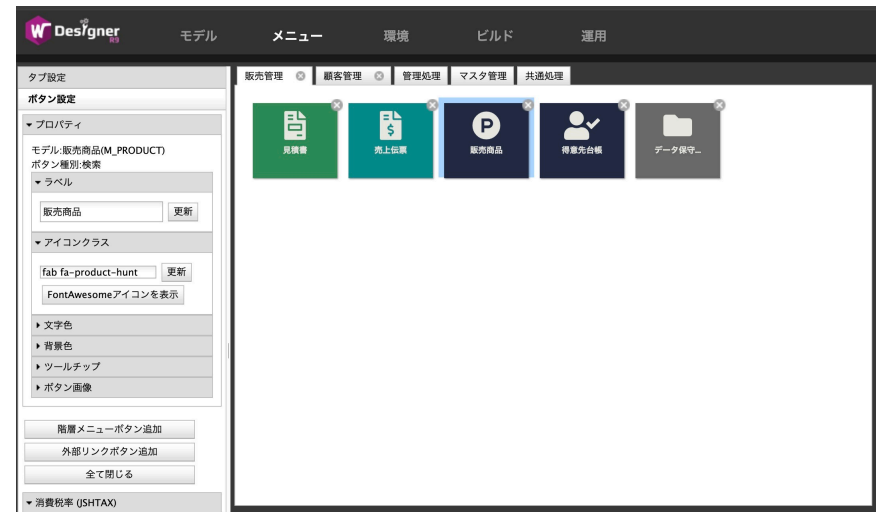 W Designer R9
モデル
メニュー
環境
ビルド
運用
タブ設定
ボタン設定
プロパティ
モデル:販売商品(M_PRODUCT)
ボタン種別:検索
ラベル
販売商品 更新
アイコンクラス
fab fa-product-hunt 更新
FontAwesomeアイコンを表示
文字色
背景色
ツールチップ
ボタン画像
階層メニューボタン追加
外部リンクボタン追加
全て閉じる
消費税率 (JSHTAX)
販売管理
顧客管理
管理処理
マスタ管理
共通処理
見積書
売上伝票
販売商品
得意先台帳
データ保守...